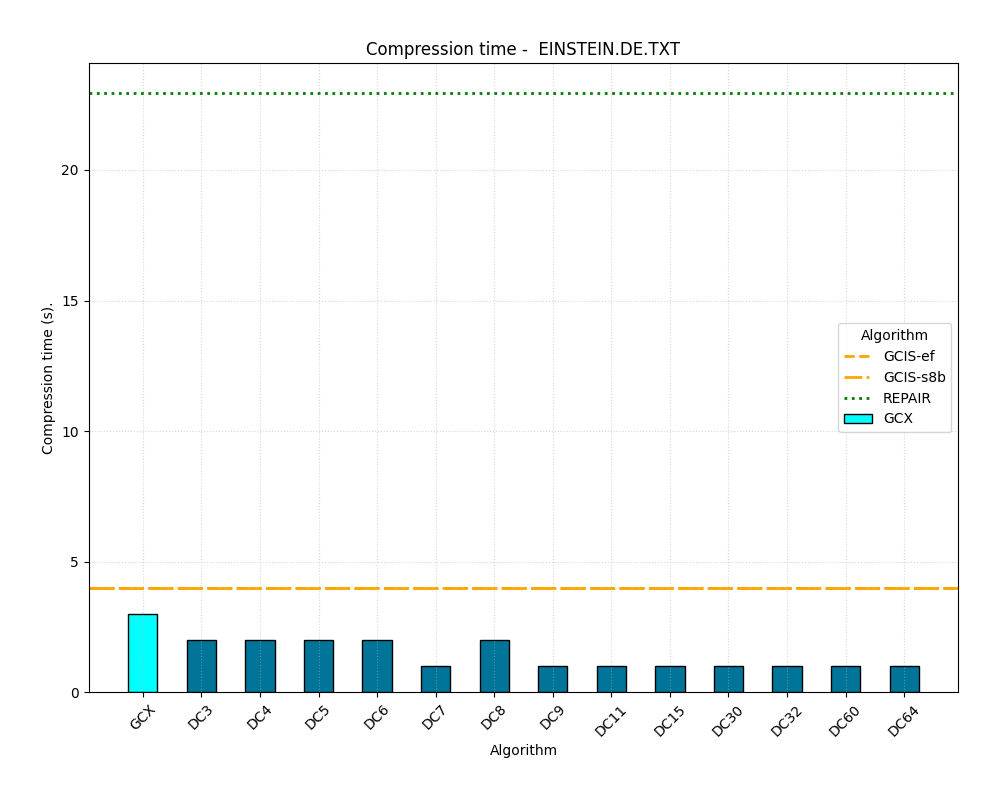 Compression time -  EINSTEIN.DE.TXT
Compression time (s).
20
15
10
5
0
Algorithm
GCIS-ef
GCIS-s8b
REPAIR
GCX
GCX
DC3
DC4
DC5
DC6
DC7
DC8
DC9
DC11
DC15
DC30
DC32
DC60
DC64
Algorithm